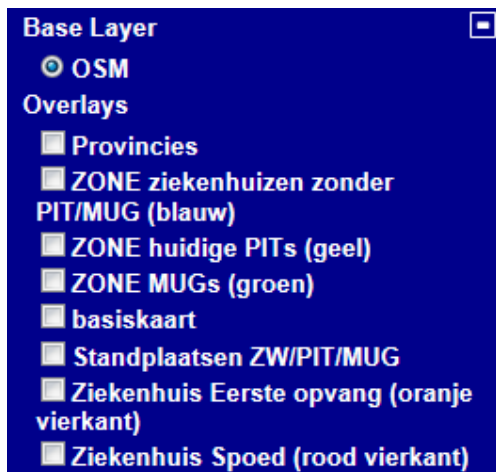 Base Layer
OSM
Overlays
Provincies
ZONE ziekenhuizen zonder
PIT/MUG (blauw)
ZONE huidige PITs (geel)
ZONE MUGs (groen)
basiskaart
Standplaatsen ZW/PIT/MUG
Ziekenhuis Eerste opvang (oranje
vierkant)
Ziekenhuis Spoed (rood vierkant)